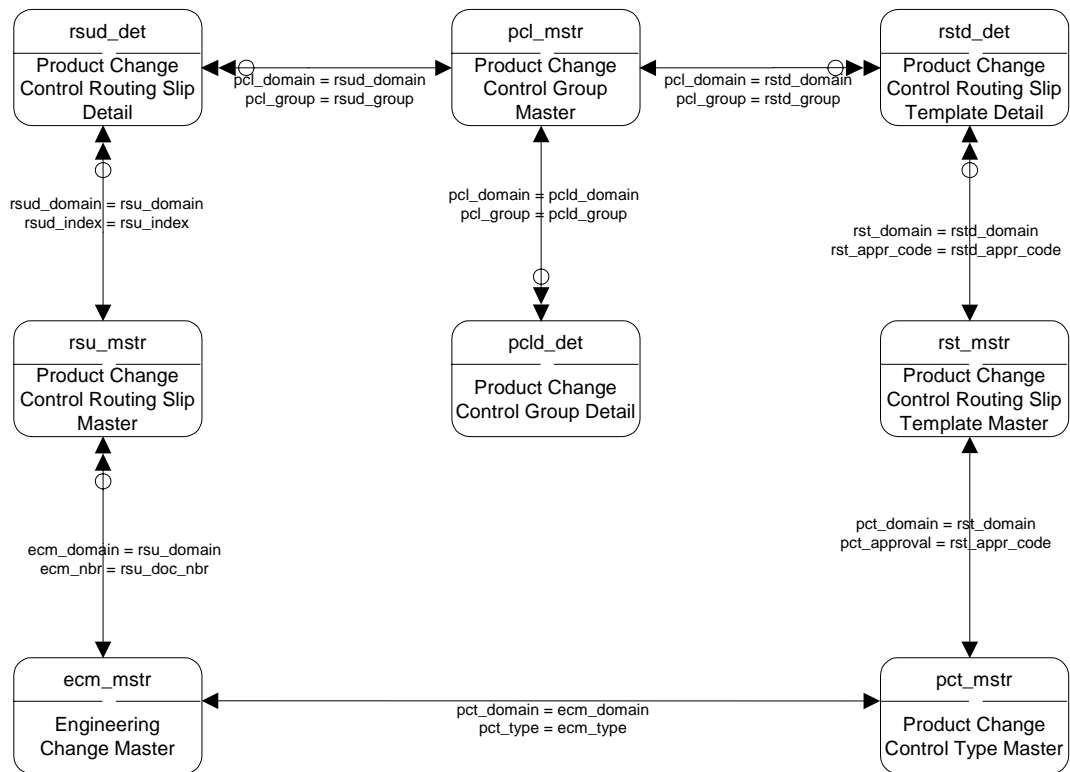 rsud_det
Product Change
Control Routing Slip
Detail
pcl_domain = rsud_domain
pcl_group = rsud_group
pcl_mstr
Product Change
Control Group
Master
pcl_domain = rstd_domain
pcl_group = rstd_group
rstd_det
Product Change
Control Routing Slip
Template Detail
rsud_domain = rsu_domain
rsud_index = rsu_index
pcl_domain = pcld_domain
pcl_group = pcld_group
rst_domain = rstd_domain
rst_appr_code = rstd_appr_code
rsu_mstr
Product Change
Control Routing Slip
Master
pcld_det
Product Change
Control Group Detail
rst_mstr
Product Change
Control Routing Slip
Template Master
ecm_domain = rsu_domain
ecm_nbr = rsu_doc_nbr
pct_domain = rst_domain
pct_approval = rst_appr_code
ecm_mstr
Engineering
Change Master
pct_domain = ecm_domain
pct_type = ecm_type
pct_mstr
Product Change
Control Type Master